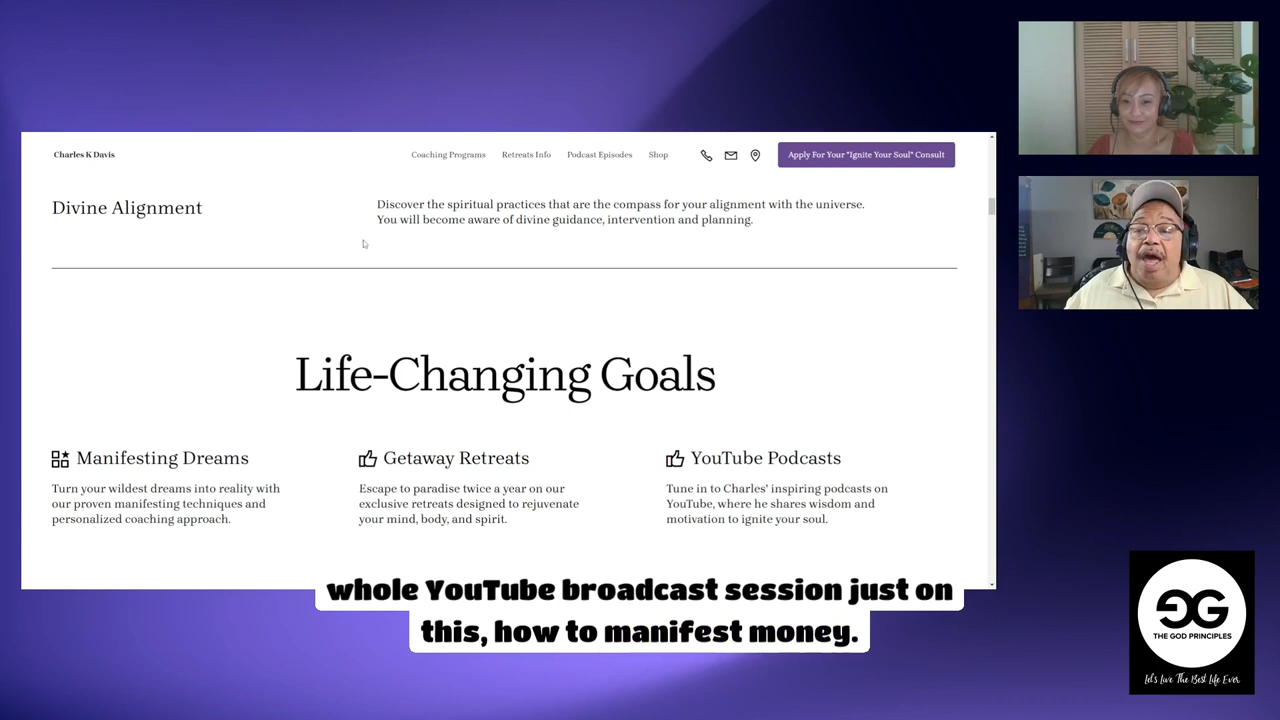 Charles K Davis
Coaching Programs
Retreats Info
Podcast Episodes
Shop
Apply For Your "Ignite Your Soul" Consult
Divine Alignment
Discover the spiritual practices that are the compass for your alignment with the universe.
You will become aware of divine guidance, intervention and planning.
Life-Changing Goals
Manifesting Dreams
Turn your wildest dreams into reality with
our proven manifesting techniques and
personalized coaching approach.
Getaway Retreats
Escape to paradise twice a year on our
exclusive retreats designed to rejuvenate
your mind, body, and spirit.
YouTube Podcasts
Tune in to Charles' inspiring podcasts on
YouTube, where he shares wisdom and
motivation to ignite your soul.
whole YouTube broadcast session just on
this, how to manifest money.
GG
THE GOD PRINCIPLES
Let's Live The Best Life Ever